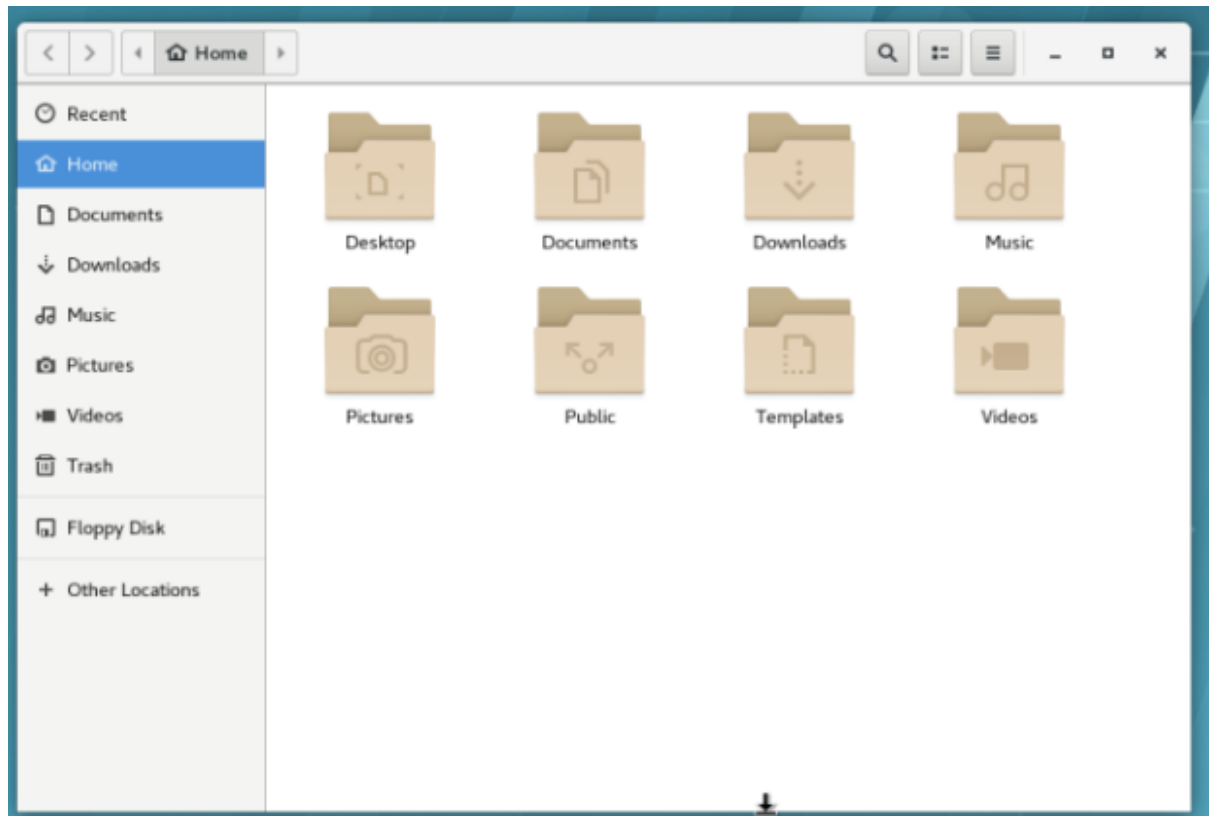 Home
Recent
Home
Documents
Downloads
Music
Pictures
Videos
Trash
Floppy Disk
+ Other Locations
Desktop Documents Downloads Music
Pictures Public Templates Videos